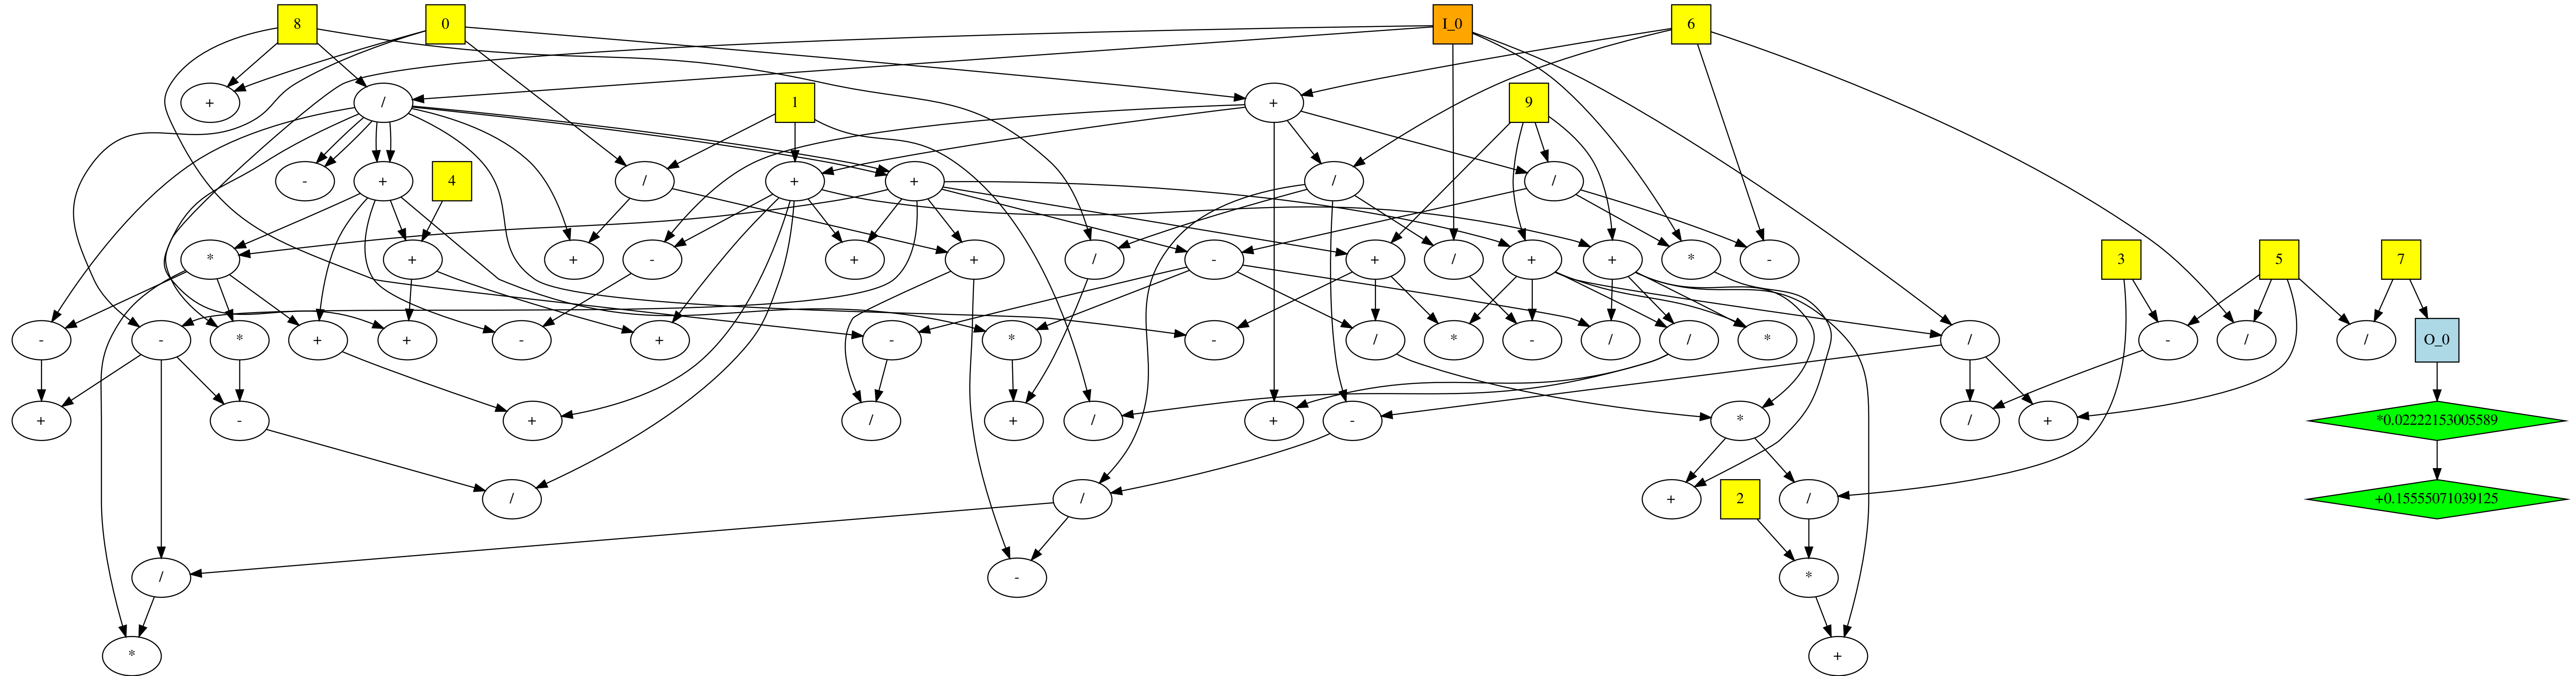 8 0 I_0 6
+ / 1 + 9
- + 4 / + + / /
* + + - + + / - + / + + * - 3 5 7
- - * + + - + - * - / * - / / * / - / / O_0
+ - + / + / + - * / + *0.02222153005589
/ / + 2 / +0.15555071039125
/ - *
* +